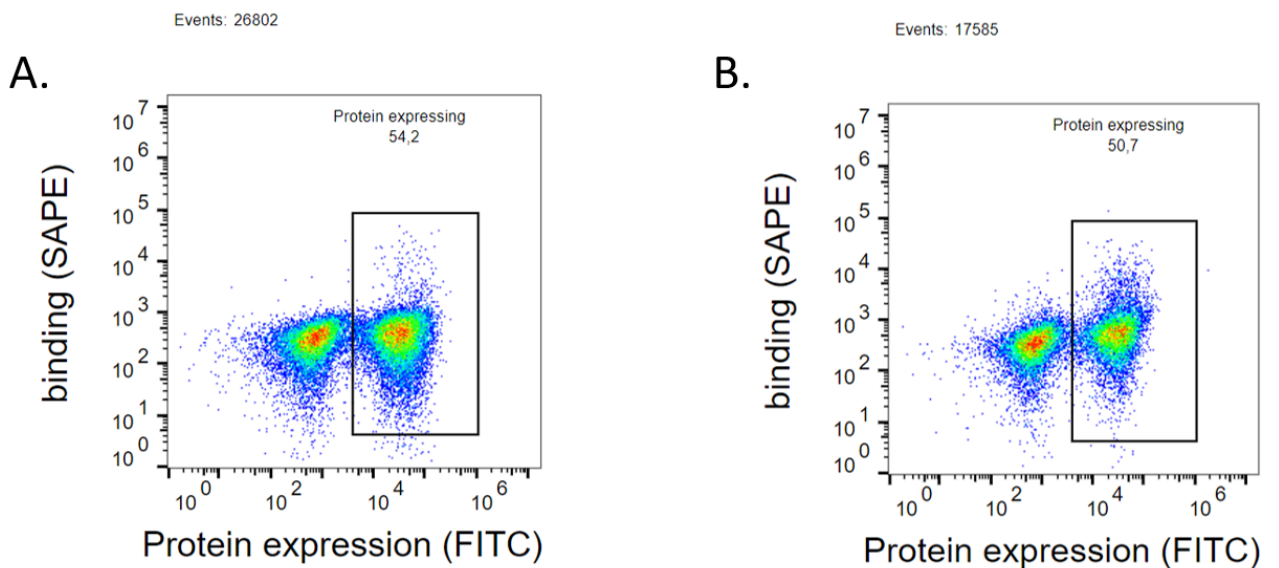 Events: 26802
A.
Protein expressing
54,2
10 7
10 6
10 5
10 4
10 3
10 2
10 1
0
10 0
binding (SAPE)
10 0
10 2
10 4
10 6
Protein expression (FITC)
Events: 17585
B.
Protein expressing
50,7
10 7
10 6
10 5
10 4
10 3
10 2
10 1
10 0
binding (SAPE)
10 0
10 2
10 4
10 6
Protein expression (FITC)